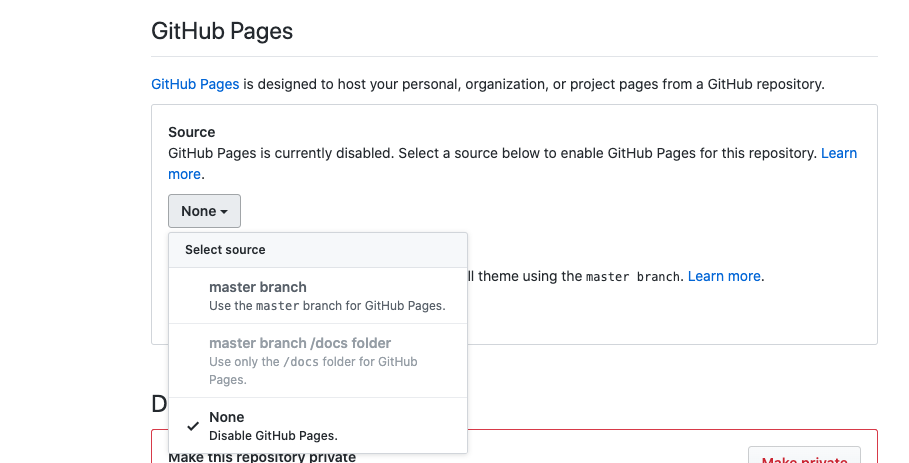 GitHub Pages
GitHub Pages is designed to host your personal, organization, or project pages from a GitHub repository.
Source
GitHub Pages is currently disabled. Select a source below to enable GitHub Pages for this repository. Learn
more.
None
Select source
theme using the master branch. Learn more.
master branch
Use the master branch for GitHub Pages.
master branch /docs folder
Use only the /docs folder for GitHub
Pages.
D
None
Disable GitHub Pages.
Make this repository private
Make private